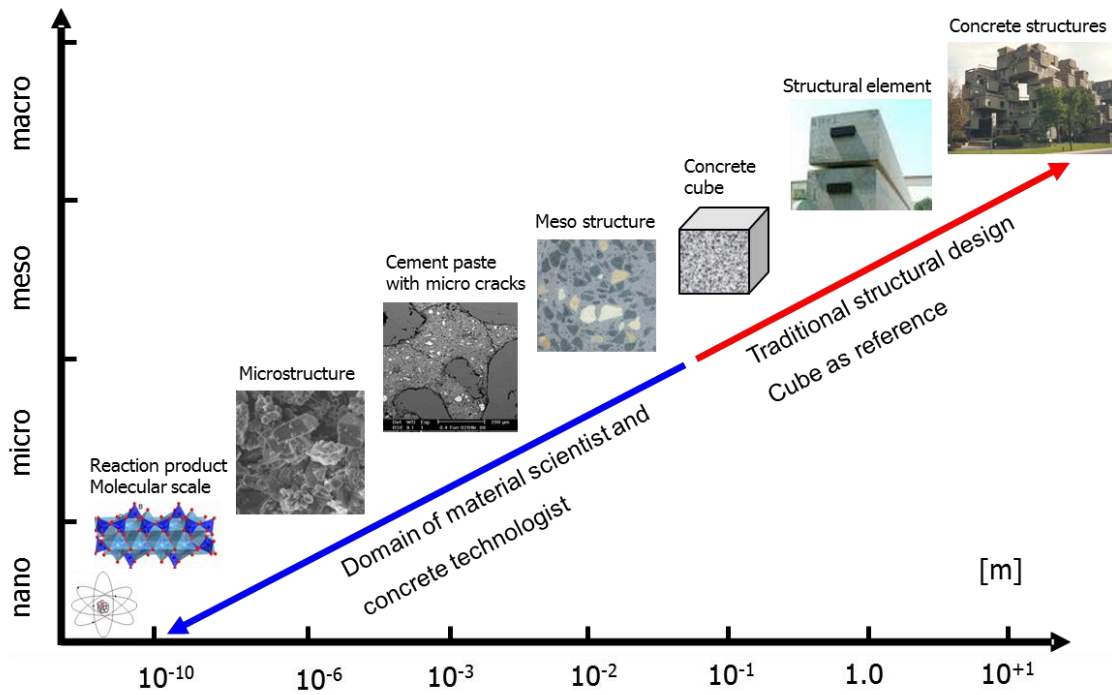 Concrete structures
macro
Structural element
Concrete
cube
Meso structure
meso
Cement paste
with micro cracks
Traditional structural design
Cube as reference
Microstructure
micro
Reaction product
Molecular scale
Domain of material scientist and
concrete technologist
[m]
nano
10-10
10-6
10-3
10-2
10-1
1.0
10+1